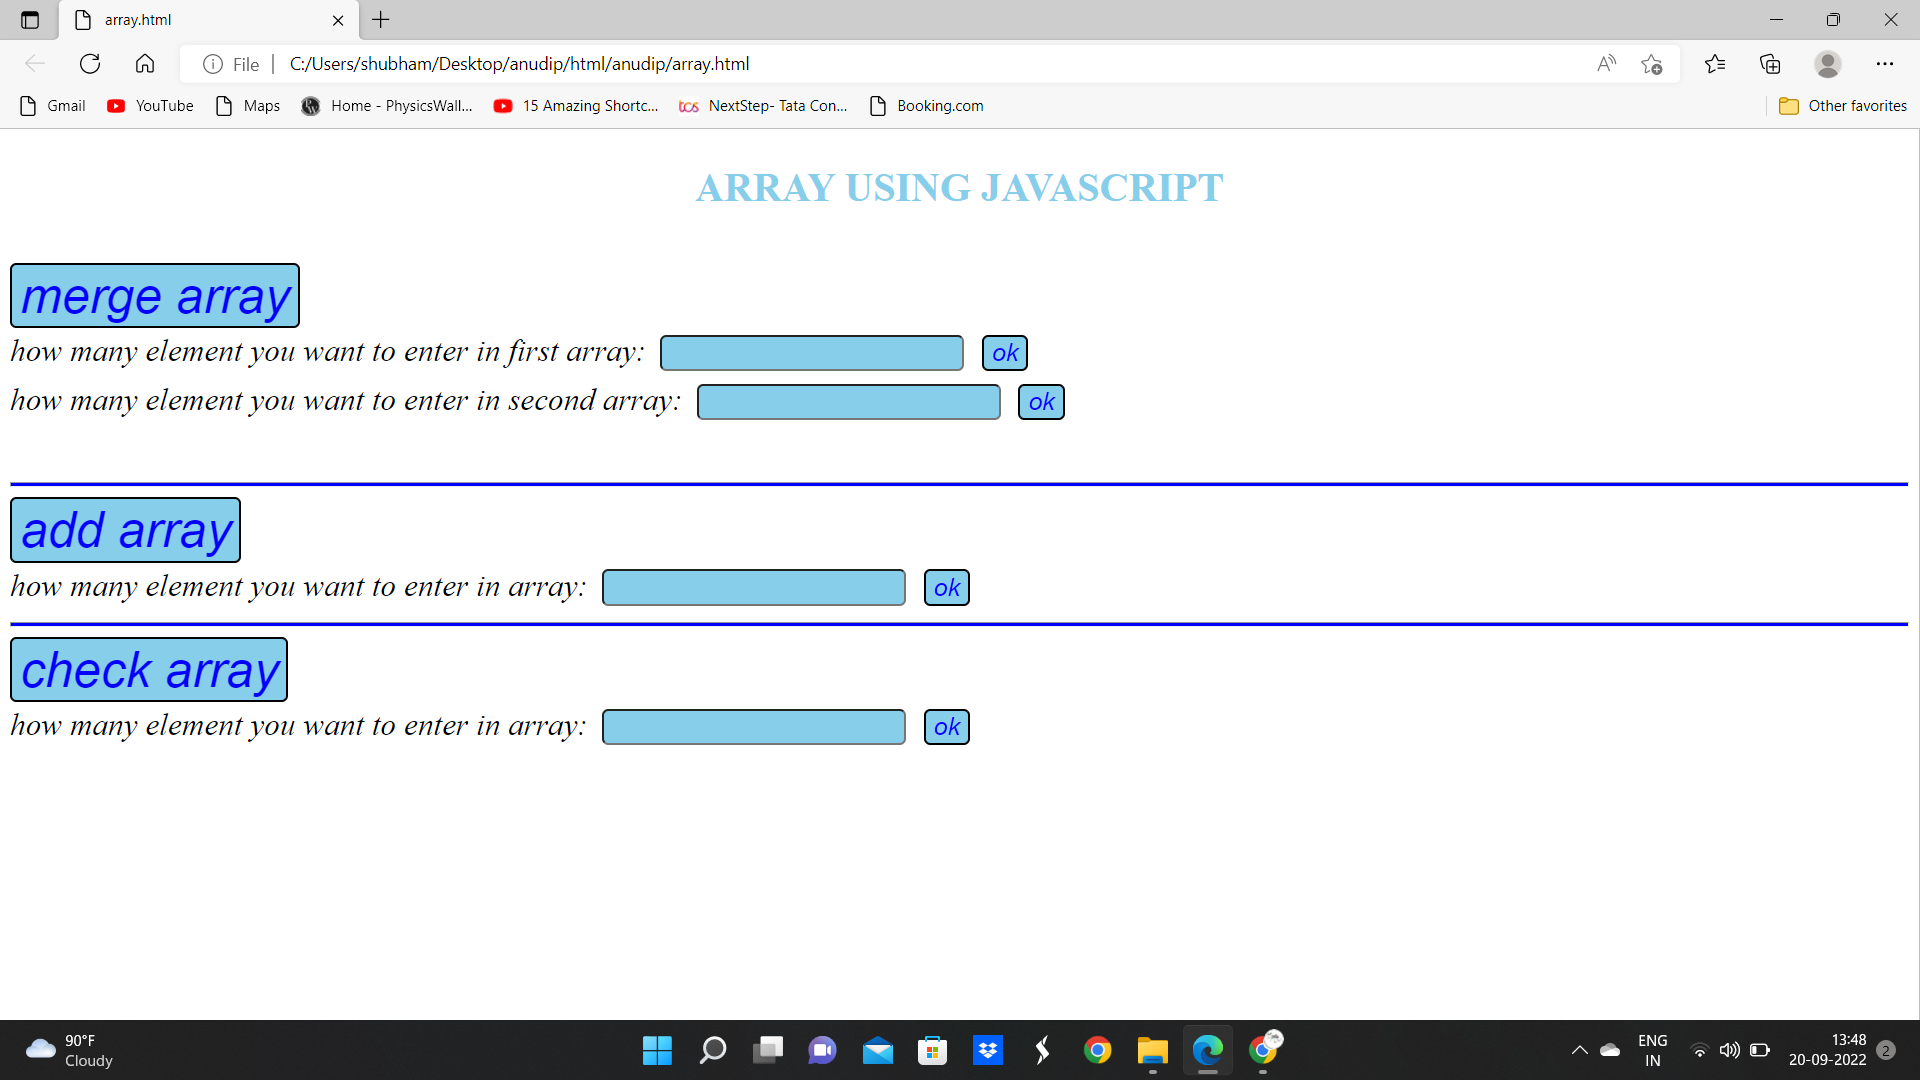 array.html
File C:/Users/shubham/Desktop/anudip/html/anudip/array.html
Gmail YouTube Maps Home - PhysicsWall... 15 Amazing Shortc... tcs NextStep- Tata Con... Booking.com Other favorites
ARRAY USING JAVASCRIPT
merge array
how many element you want to enter in first array: ok
how many element you want to enter in second array: ok
add array
how many element you want to enter in array: ok
check array
how many element you want to enter in array: ok
90°F
Cloudy
ENG
IN
13:48
20-09-2022
2